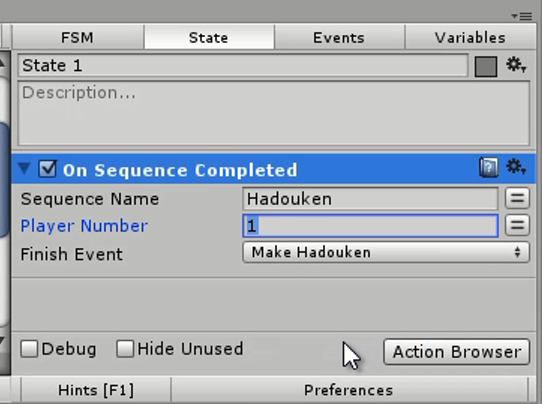 FSM State Events Variables
State 1
Description...
On Sequence Completed
Sequence Name Hadouken
Player Number 1
Finish Event Make Hadouken
Debug Hide Unused Action Browser
Hints [F1] Preferences